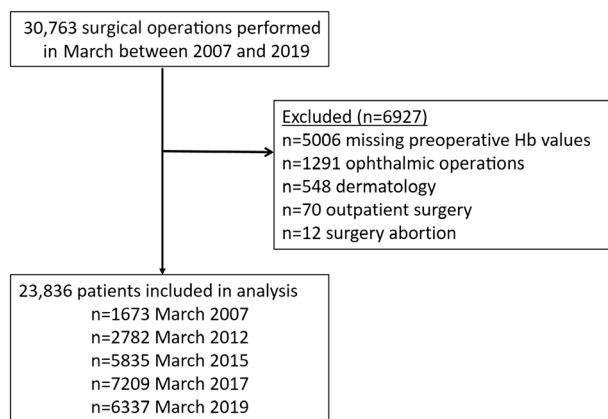 30,763 surgical operations performed
in March between 2007 and 2019
Excluded (n=6927)
n=5006 missing preoperative Hb values
n=1291 ophthalmic operations
n=548 dermatology
n=70 outpatient surgery
n=12 surgery abortion
23,836 patients included in analysis
n=1673 March 2007
n=2782 March 2012
n=5835 March 2015
n=7209 March 2017
n=6337 March 2019